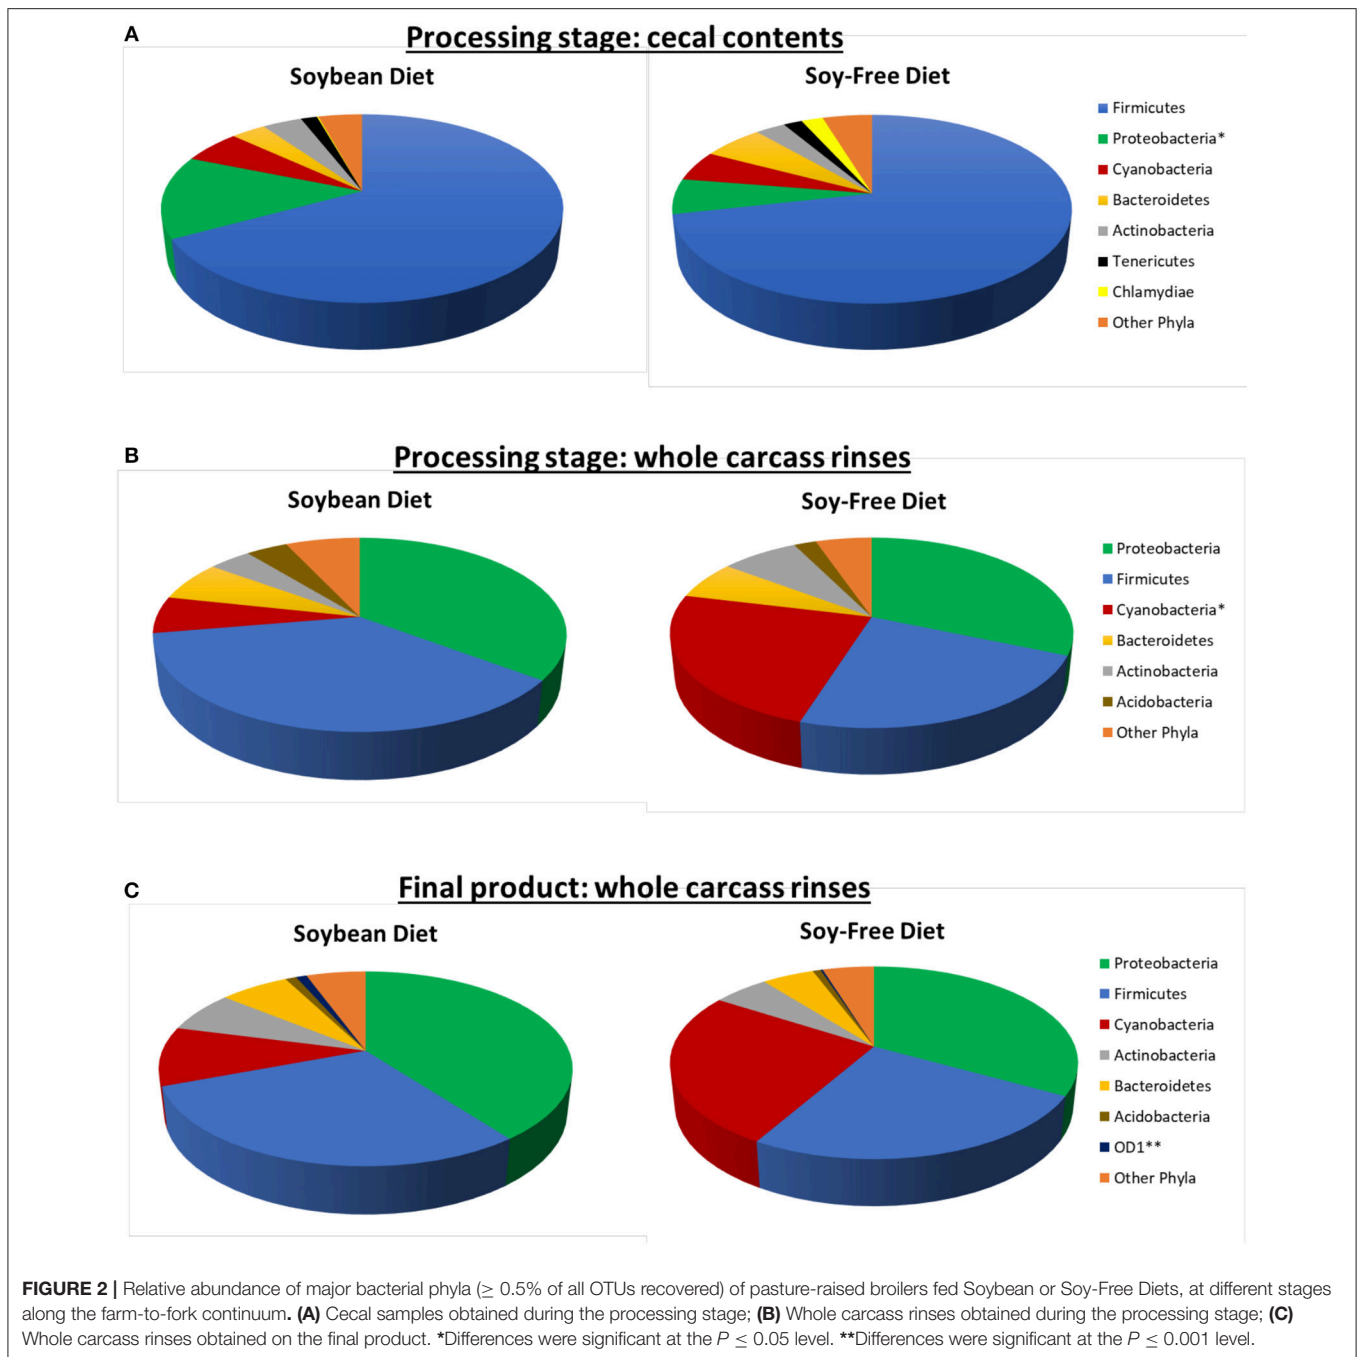 A
Processing stage: cecal contents
Soybean Diet
Soy-Free Diet
Firmicutes
Proteobacteria*
Cyanobacteria
Bacteroidetes
Actinobacteria
Tenericutes
Chlamydiae
Other Phyla
B
Processing stage: whole carcass rinses
Soybean Diet
Soy-Free Diet
Proteobacteria
Firmicutes
Cyanobacteria*
Bacteroidetes
Actinobacteria
Acidobacteria
Other Phyla
C
Final product: whole carcass rinses
Soybean Diet
Soy-Free Diet
Proteobacteria
Firmicutes
Cyanobacteria
Actinobacteria
Bacteroidetes
Acidobacteria
OD1**
Other Phyla
FIGURE 2 | Relative abundance of major bacterial phyla (≥ 0.5% of all OTUs recovered) of pasture-raised broilers fed Soybean or Soy-Free Diets, at different stages
along the farm-to-fork continuum. (A) Cecal samples obtained during the processing stage; (B) Whole carcass rinses obtained during the processing stage; (C)
Whole carcass rinses obtained on the final product. *Differences were significant at the P ≤ 0.05 level. **Differences were significant at the P ≤ 0.001 level.